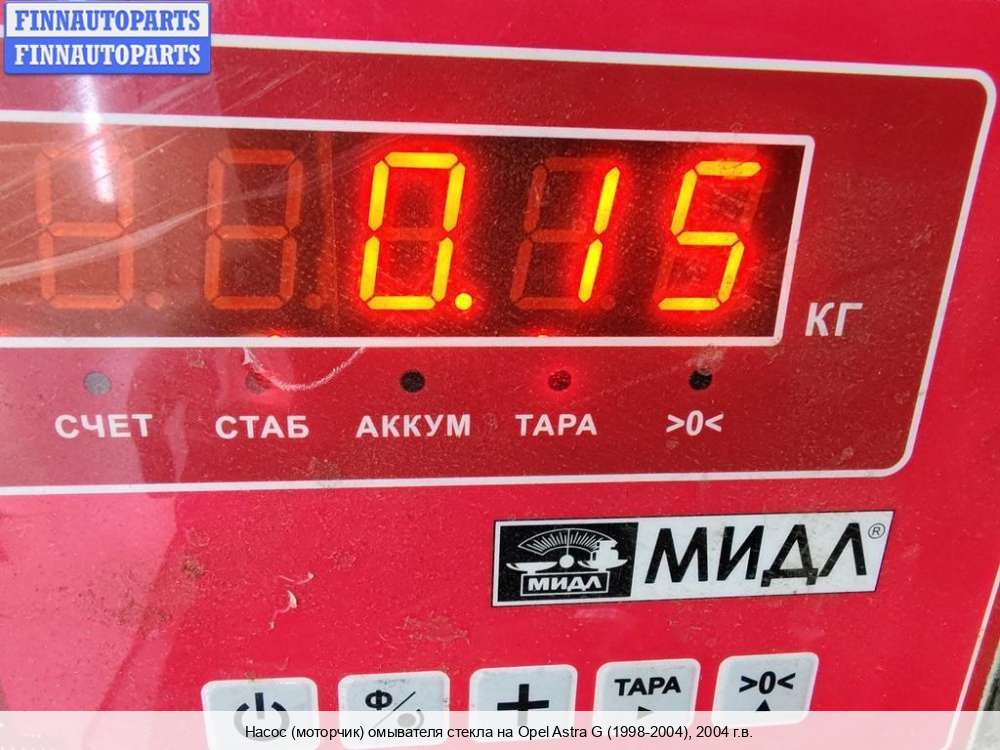 FINNAUTOPARTS
FINNAUTOPARTS
0.15
КГ
СЧЕТ СТАБ АККУМ ТАРА >0<
МИДЛ МИДЛ®
Ф ТАРА >0<
Насос (моторчик) омывателя стекла на Opel Astra G (1998-2004), 2004 г.в.